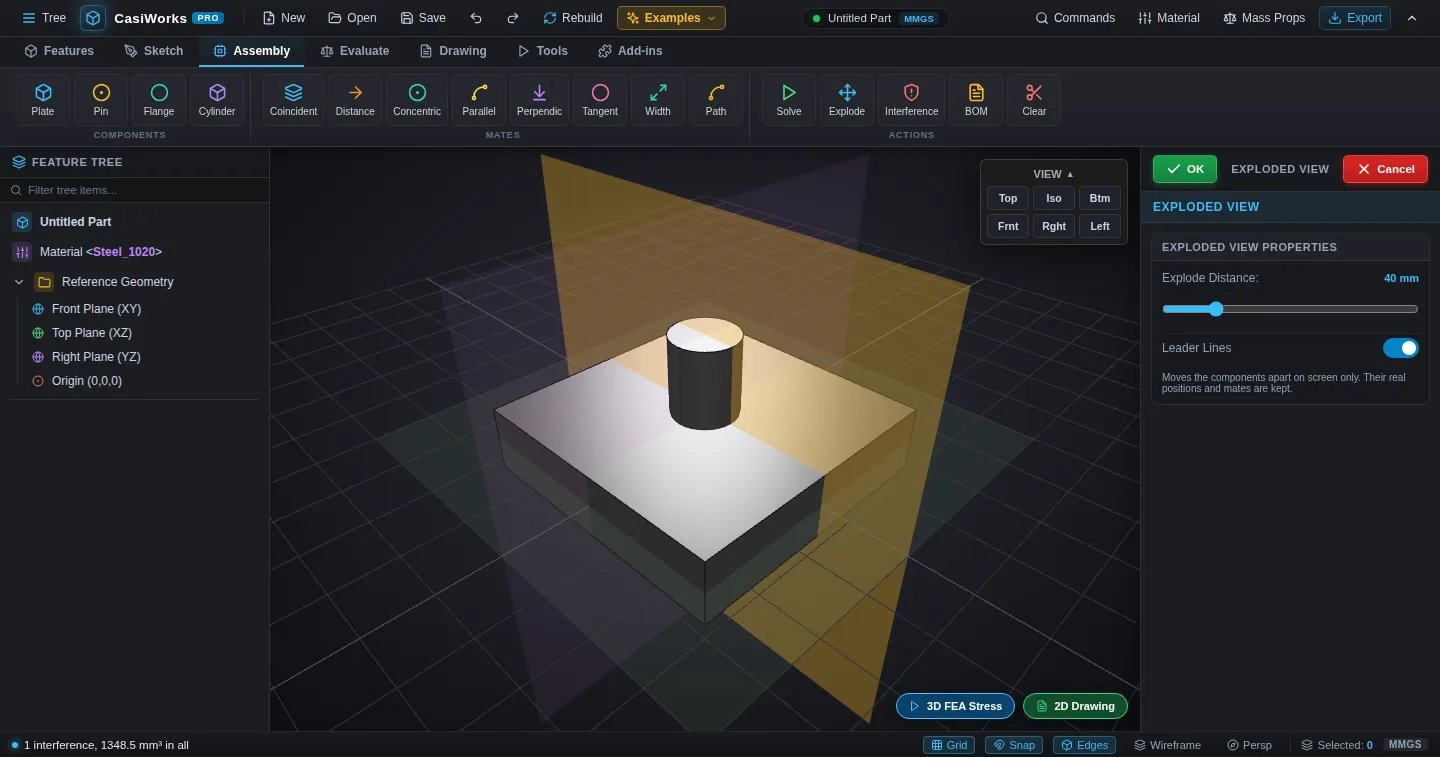 Tree CasiWorks PRO New Open Save Rebuild Examples Untitled Part MMGS Commands Material Mass Props Export
Features Sketch Assembly Evaluate Drawing Tools Add-ins
Plate Pin Flange Cylinder Coincident Distance Concentric Parallel Perpendic Tangent Width Path Solve Explode Interference BOM Clear
COMPONENTS MATES ACTIONS
FEATURE TREE
Filter tree items...
Untitled Part
Material <Steel_1020>
Reference Geometry
Front Plane (XY)
Top Plane (XZ)
Right Plane (YZ)
Origin (0,0,0)
VIEW ▲
Top Iso Btm
Frnt Rght Left
3D FEA Stress 2D Drawing
OK EXPLODED VIEW Cancel
EXPLODED VIEW
EXPLODED VIEW PROPERTIES
Explode Distance: 40 mm
Leader Lines
Moves the components apart on screen only. Their real
positions and mates are kept.
1 interference, 1348.5 mm³ in all Grid Snap Edges Wireframe Persp Selected: 0 MMGS